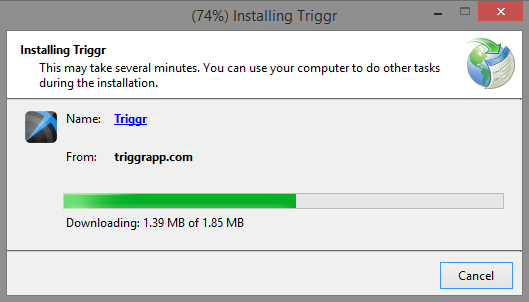 (74%) Installing Triggr
Installing Triggr
This may take several minutes. You can use your computer to do other tasks
during the installation.
Name: Triggr
From: triggrapp.com
Downloading: 1.39 MB of 1.85 MB
Cancel